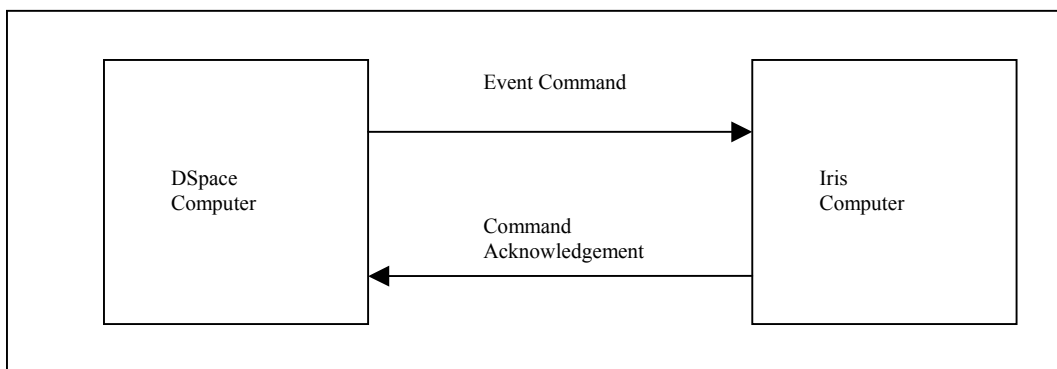 Event Command
DSpace
Computer
Iris
Computer
Command
Acknowledgement